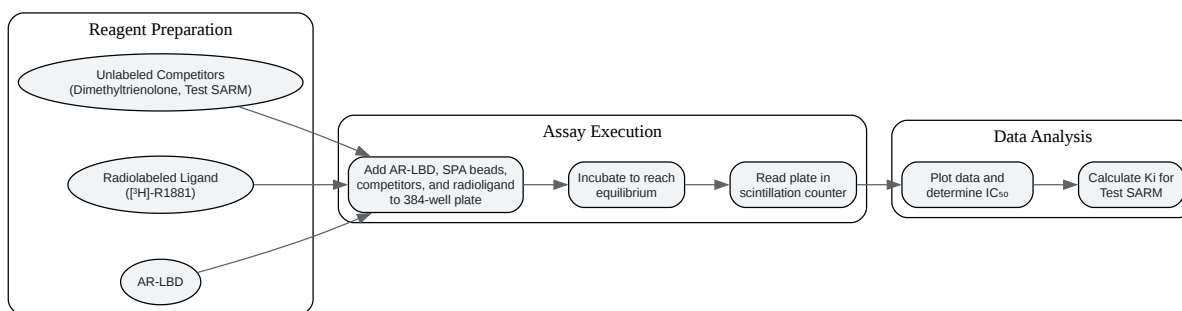 Reagent Preparation
Unlabeled Competitors
(Dimethyltrienolone, Test SARM)
Radiolabeled Ligand
([³H]-R1881)
AR-LBD
Assay Execution
Add AR-LBD, SPA beads,
competitors, and radioligand
to 384-well plate
Incubate to reach
equilibrium
Read plate in
scintillation counter
Data Analysis
Plot data and
determine IC₅₀
Calculate Ki for
Test SARM